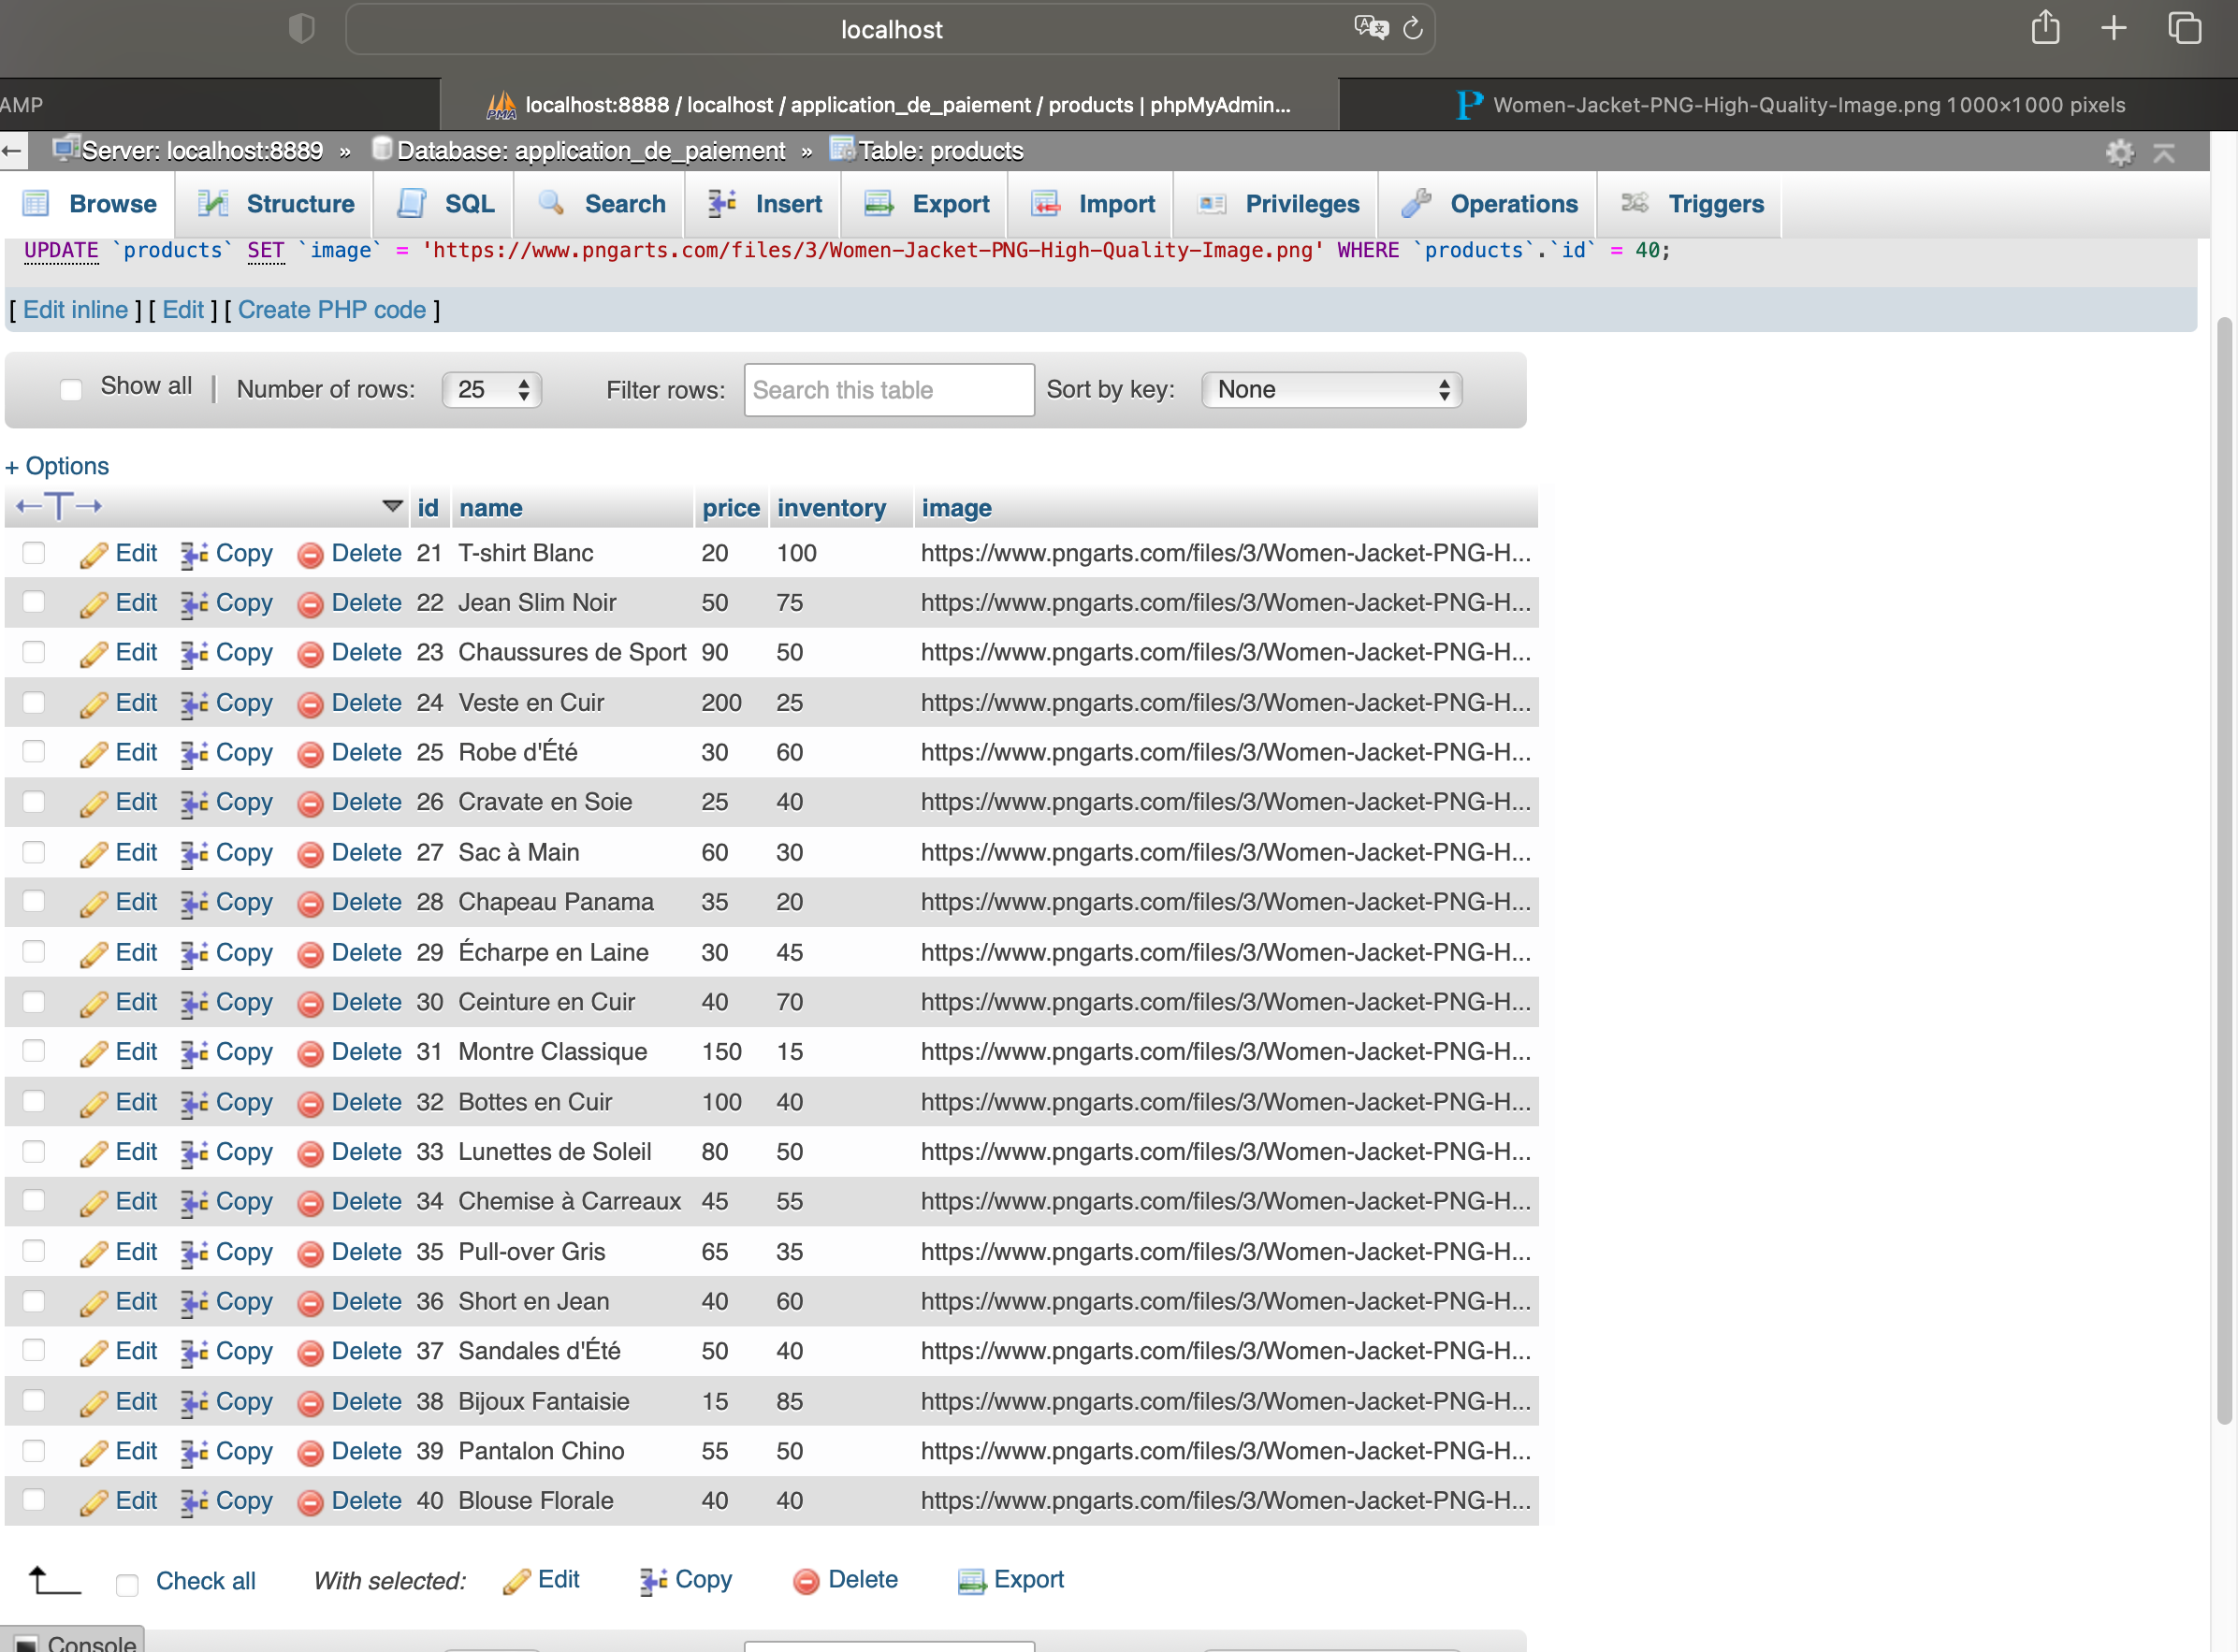 localhost
AMP
localhost:8888 / localhost / application_de_paiement / products | phpMyAdmin...
Women-Jacket-PNG-High-Quality-Image.png 1000×1000 pixels
Server: localhost:8889 » Database: application_de_paiement » Table: products
Browse Structure SQL Search Insert Export Import Privileges Operations Triggers
UPDATE `products` SET `image` = 'https://www.pngarts.com/files/3/Women-Jacket-PNG-High-Quality-Image.png' WHERE `products`.`id` = 40;
[ Edit inline ] [ Edit ] [ Create PHP code ]
Show all | Number of rows: 25 Filter rows: Search this table Sort by key: None
+ Options
←T→ id name price inventory image
Edit Copy Delete 21 T-shirt Blanc 20 100 https://www.pngarts.com/files/3/Women-Jacket-PNG-H...
Edit Copy Delete 22 Jean Slim Noir 50 75 https://www.pngarts.com/files/3/Women-Jacket-PNG-H...
Edit Copy Delete 23 Chaussures de Sport 90 50 https://www.pngarts.com/files/3/Women-Jacket-PNG-H...
Edit Copy Delete 24 Veste en Cuir 200 25 https://www.pngarts.com/files/3/Women-Jacket-PNG-H...
Edit Copy Delete 25 Robe d'Été 30 60 https://www.pngarts.com/files/3/Women-Jacket-PNG-H...
Edit Copy Delete 26 Cravate en Soie 25 40 https://www.pngarts.com/files/3/Women-Jacket-PNG-H...
Edit Copy Delete 27 Sac à Main 60 30 https://www.pngarts.com/files/3/Women-Jacket-PNG-H...
Edit Copy Delete 28 Chapeau Panama 35 20 https://www.pngarts.com/files/3/Women-Jacket-PNG-H...
Edit Copy Delete 29 Écharpe en Laine 30 45 https://www.pngarts.com/files/3/Women-Jacket-PNG-H...
Edit Copy Delete 30 Ceinture en Cuir 40 70 https://www.pngarts.com/files/3/Women-Jacket-PNG-H...
Edit Copy Delete 31 Montre Classique 150 15 https://www.pngarts.com/files/3/Women-Jacket-PNG-H...
Edit Copy Delete 32 Bottes en Cuir 100 40 https://www.pngarts.com/files/3/Women-Jacket-PNG-H...
Edit Copy Delete 33 Lunettes de Soleil 80 50 https://www.pngarts.com/files/3/Women-Jacket-PNG-H...
Edit Copy Delete 34 Chemise à Carreaux 45 55 https://www.pngarts.com/files/3/Women-Jacket-PNG-H...
Edit Copy Delete 35 Pull-over Gris 65 35 https://www.pngarts.com/files/3/Women-Jacket-PNG-H...
Edit Copy Delete 36 Short en Jean 40 60 https://www.pngarts.com/files/3/Women-Jacket-PNG-H...
Edit Copy Delete 37 Sandales d'Été 50 40 https://www.pngarts.com/files/3/Women-Jacket-PNG-H...
Edit Copy Delete 38 Bijoux Fantaisie 15 85 https://www.pngarts.com/files/3/Women-Jacket-PNG-H...
Edit Copy Delete 39 Pantalon Chino 55 50 https://www.pngarts.com/files/3/Women-Jacket-PNG-H...
Edit Copy Delete 40 Blouse Florale 40 40 https://www.pngarts.com/files/3/Women-Jacket-PNG-H...
Check all With selected: Edit Copy Delete Export
Console